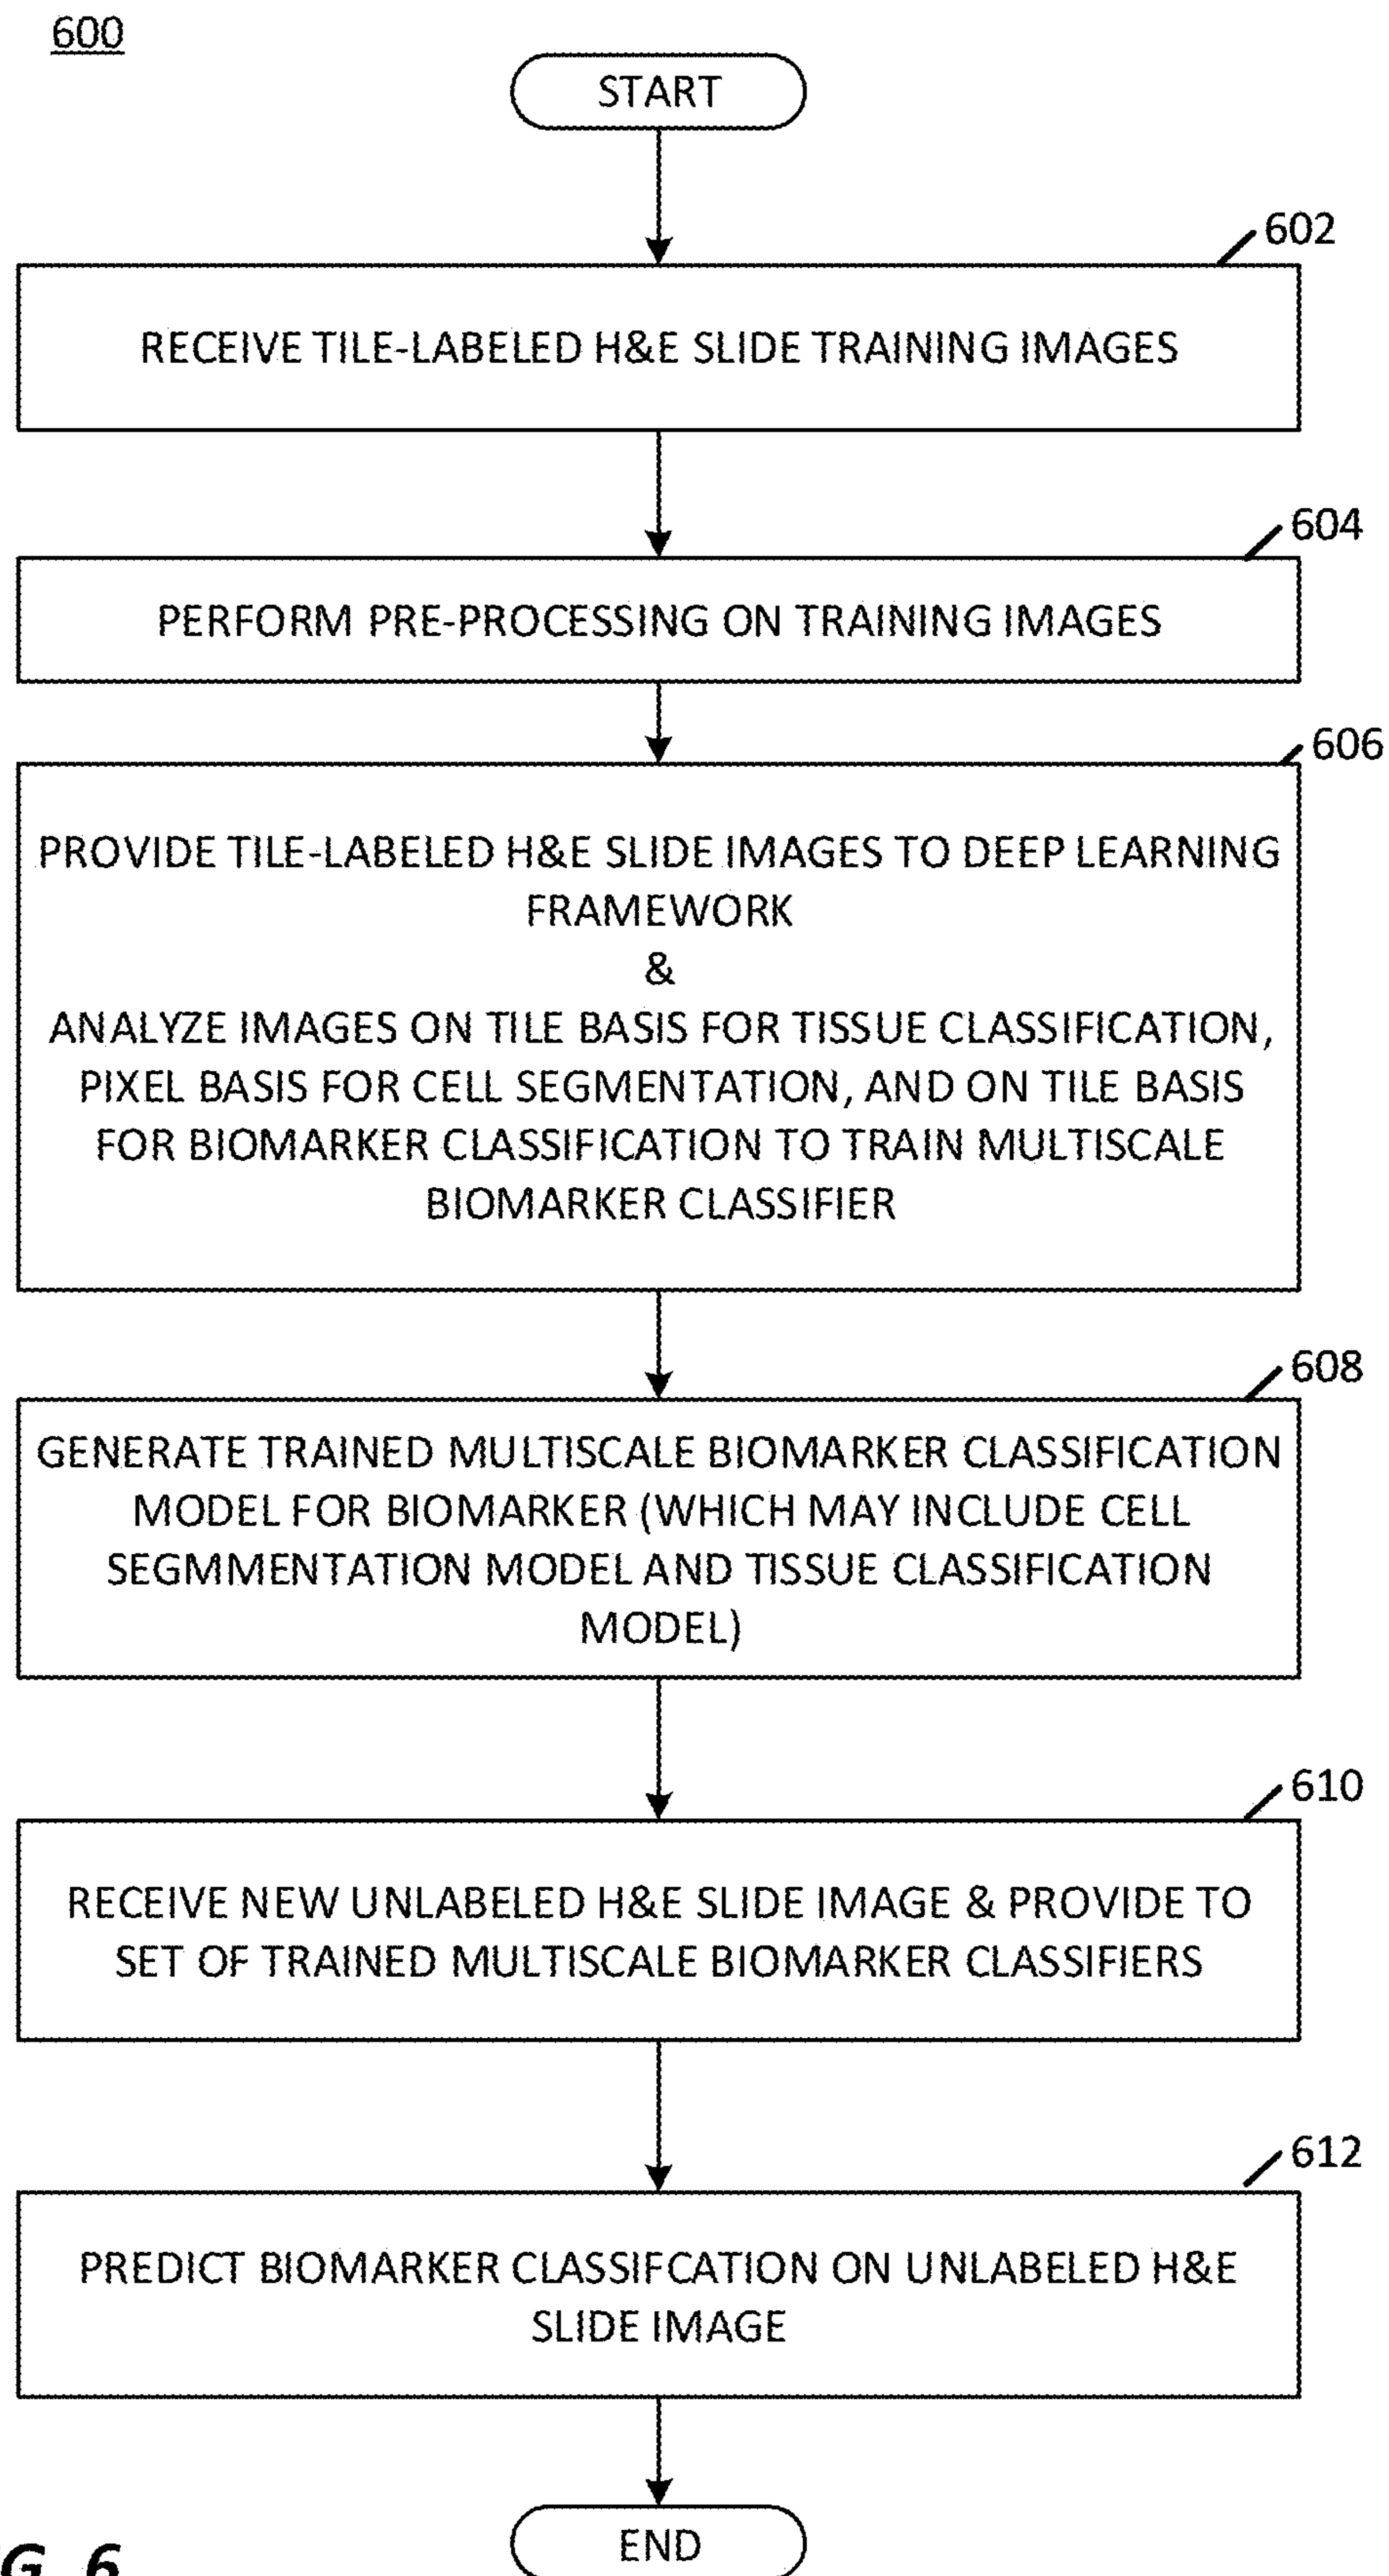 600
START
602
RECEIVE TILE-LABELED H&E SLIDE TRAINING IMAGES
604
PERFORM PRE-PROCESSING ON TRAINING IMAGES
606
PROVIDE TILE-LABELED H&E SLIDE IMAGES TO DEEP LEARNING
FRAMEWORK
&
ANALYZE IMAGES ON TILE BASIS FOR TISSUE CLASSIFICATION,
PIXEL BASIS FOR CELL SEGMENTATION, AND ON TILE BASIS
FOR BIOMARKER CLASSIFICATION TO TRAIN MULTISCALE
BIOMARKER CLASSIFIER
608
GENERATE TRAINED MULTISCALE BIOMARKER CLASSIFICATION
MODEL FOR BIOMARKER (WHICH MAY INCLUDE CELL
SEGMMENTATION MODEL AND TISSUE CLASSIFICATION
MODEL)
610
RECEIVE NEW UNLABELED H&E SLIDE IMAGE & PROVIDE TO
SET OF TRAINED MULTISCALE BIOMARKER CLASSIFIERS
612
PREDICT BIOMARKER CLASSIFCATION ON UNLABELED H&E
SLIDE IMAGE
END
G. 6